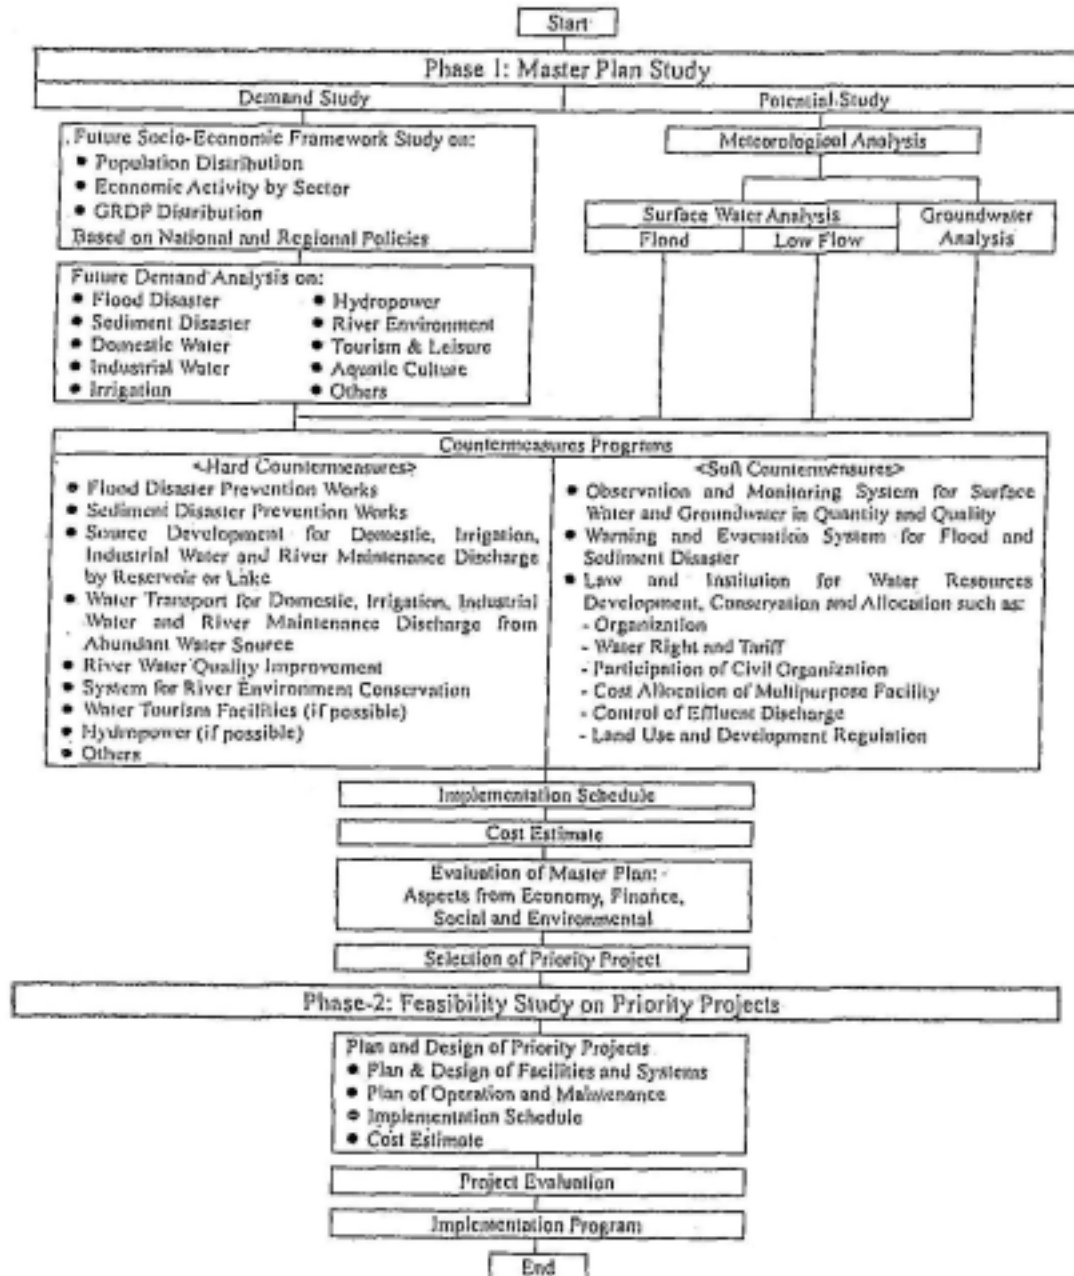 Start
Phase 1: Master Plan Study
Demand Study
Potential Study
Future Socio-Economic Framework Study on:
● Population Distribution
● Economic Activity by Sector
● GRDP Distribution
Based on National and Regional Policies
Meteorological Analysis
Surface Water Analysis
Flood
Low Flow
Groundwater
Analysis
Future Demand Analysis on:
● Flood Disaster
● Sediment Disaster
● Domestic Water
● Industrial Water
● Irrigation
● Hydropower
● River Environment
● Tourism & Leisure
● Aquatic Culture
● Others
Countermeasures Programs
<Hard Countermeasures>
● Flood Disaster Prevention Works
● Sediment Disaster Prevention Works
● Source Development for Domestic, Irrigation,
Industrial Water and River Maintenance Discharge
by Reservoir or Lake
● Water Transport for Domestic, Irrigation, Industrial
Water and River Maintenance Discharge from
Abundant Water Source
● River Water Quality Improvement
● System for River Environment Conservation
● Water Tourism Facilities (if possible)
● Hydropower (if possible)
● Others
<Soft Countermeasures>
● Observation and Monitoring System for Surface
Water and Groundwater in Quantity and Quality
● Warning and Evacuation System for Flood and
Sediment Disaster
● Law and Institution for Water Resources
Development, Conservation and Allocation such as:
- Organization
- Water Right and Tariff
- Participation of Civil Organization
- Cost Allocation of Multipurpose Facility
- Control of Effluent Discharge
- Land Use and Development Regulation
Implementation Schedule
Cost Estimate
Evaluation of Master Plan:
Aspects from Economy, Finance,
Social and Environmental
Selection of Priority Project
Phase-2: Feasibility Study on Priority Projects
Plan and Design of Priority Projects
● Plan & Design of Facilities and Systems
● Plan of Operation and Maintenance
● Implementation Schedule
● Cost Estimate
Project Evaluation
Implementation Program
End